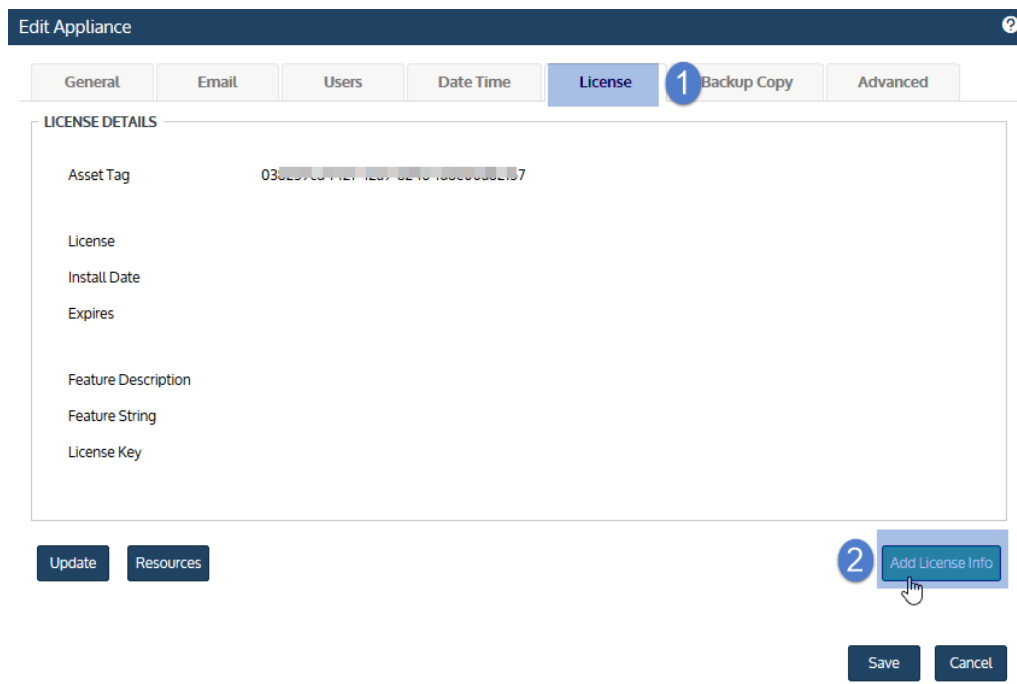 Edit Appliance ?
General Email Users Date Time License 1 Backup Copy Advanced
LICENSE DETAILS
Asset Tag
License
Install Date
Expires
Feature Description
Feature String
License Key
Update Resources 2 Add License Info
Save Cancel